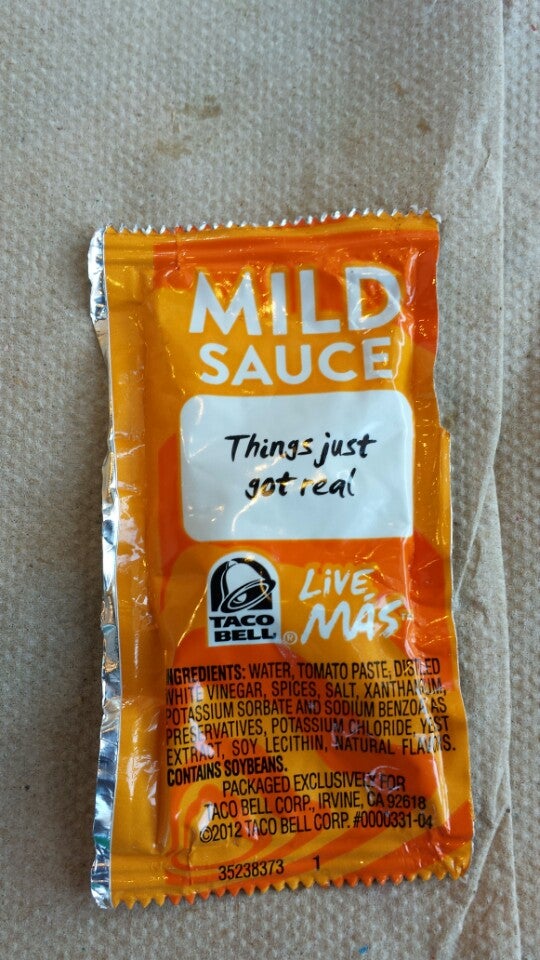 MILD
SAUCE
Things just
got real
TACO
BELL®
LiVE
MÁS™
INGREDIENTS: WATER, TOMATO PASTE, DISTILLED
WHITE VINEGAR, SPICES, SALT, XANTHAN GUM,
POTASSIUM SORBATE AND SODIUM BENZOATE AS
PRESERVATIVES, POTASSIUM CHLORIDE, YEAST
EXTRACT, SOY LECITHIN, NATURAL FLAVORS.
CONTAINS SOYBEANS.
PACKAGED EXCLUSIVELY FOR
TACO BELL CORP., IRVINE, CA 92618
©2012 TACO BELL CORP. #0000331-04
35238373 1